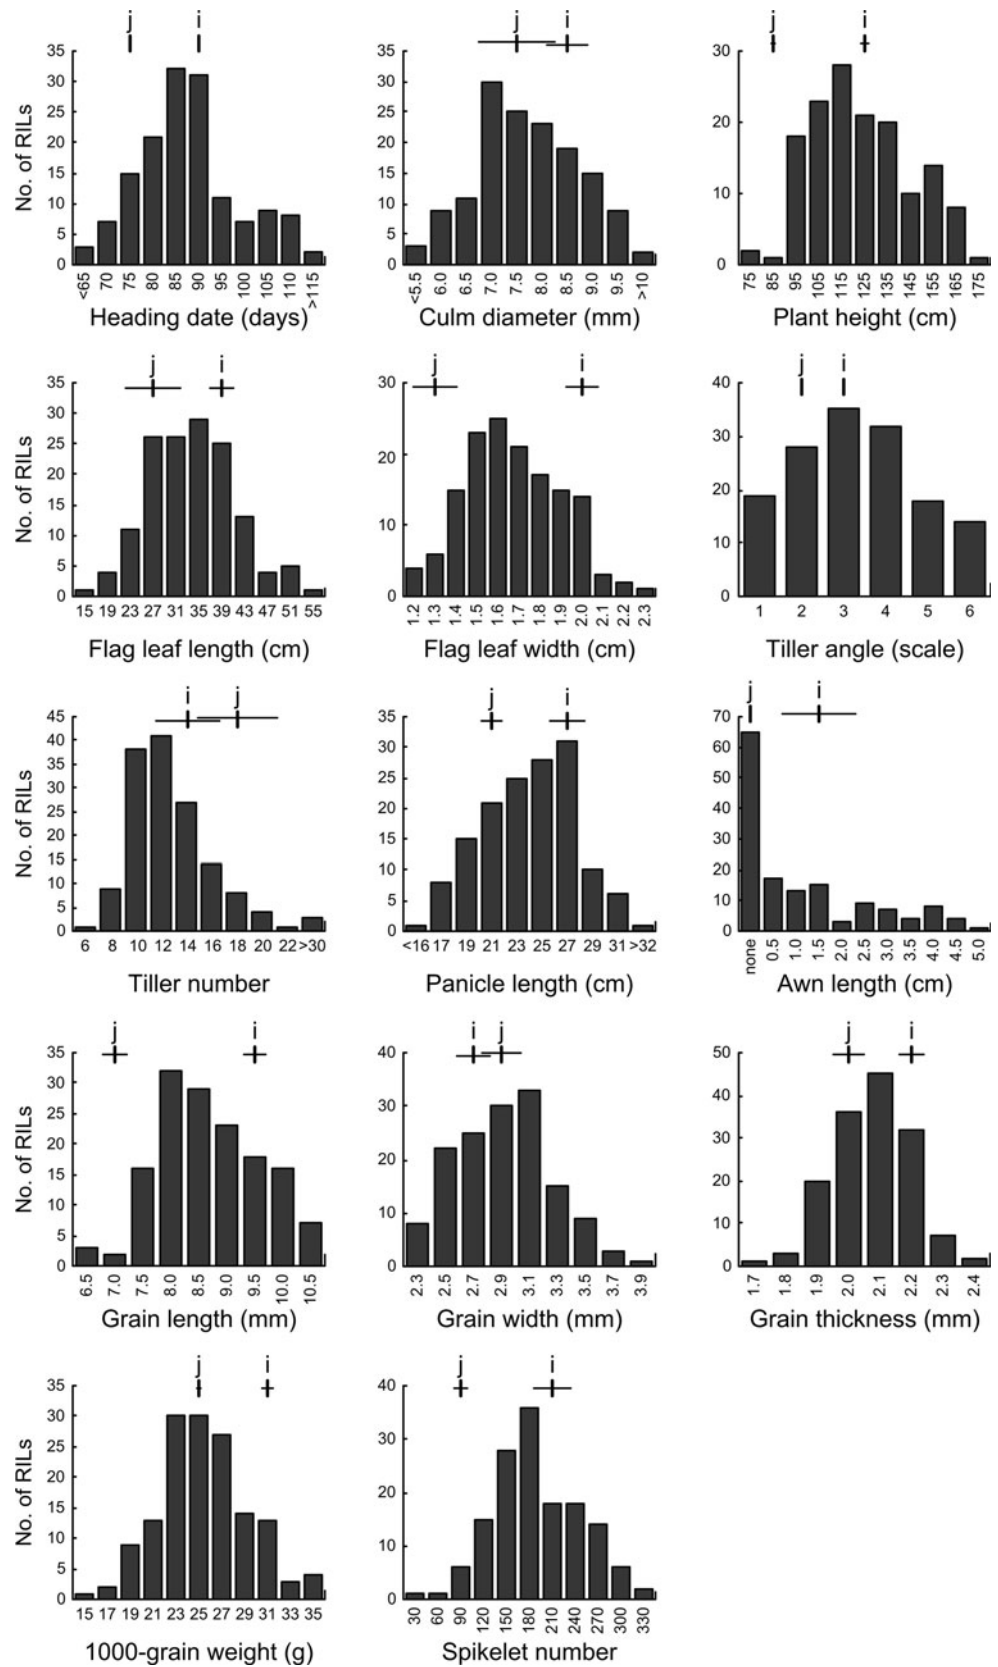 j i
35
30
25
20
15
10
5
0
No. of RILs
<65 70 75 80 85 90 95 100 105 110 >115
Heading date (days)
j i
35
30
25
20
15
10
5
0
<5.5 6.0 6.5 7.0 7.5 8.0 8.5 9.0 9.5 >10
Culm diameter (mm)
j i
30
20
10
0
75 85 95 105 115 125 135 145 155 165 175
Plant height (cm)
j i
35
30
25
20
15
10
5
0
No. of RILs
15 19 23 27 31 35 39 43 47 51 55
Flag leaf length (cm)
j i
30
20
10
0
1.2 1.3 1.4 1.5 1.6 1.7 1.8 1.9 2.0 2.1 2.2 2.3
Flag leaf width (cm)
j i
40
30
20
10
0
1 2 3 4 5 6
Tiller angle (scale)
i j
45
40
35
30
25
20
15
10
5
0
No. of RILs
6 8 10 12 14 16 18 20 22 >30
Tiller number
j i
35
30
25
20
15
10
5
0
<16 17 19 21 23 25 27 29 31 >32
Panicle length (cm)
j i
70
60
50
40
30
20
10
0
none 0.5 1.0 1.5 2.0 2.5 3.0 3.5 4.0 4.5 5.0
Awn length (cm)
j i
35
30
25
20
15
10
5
0
No. of RILs
6.5 7.0 7.5 8.0 8.5 9.0 9.5 10.0 10.5
Grain length (mm)
i j
40
30
20
10
0
2.3 2.5 2.7 2.9 3.1 3.3 3.5 3.7 3.9
Grain width (mm)
j i
50
40
30
20
10
0
1.7 1.8 1.9 2.0 2.1 2.2 2.3 2.4
Grain thickness (mm)
j i
35
30
25
20
15
10
5
0
No. of RILs
15 17 19 21 23 25 27 29 31 33 35
1000-grain weight (g)
j i
40
30
20
10
0
30 60 90 120 150 180 210 240 270 300 330
Spikelet number